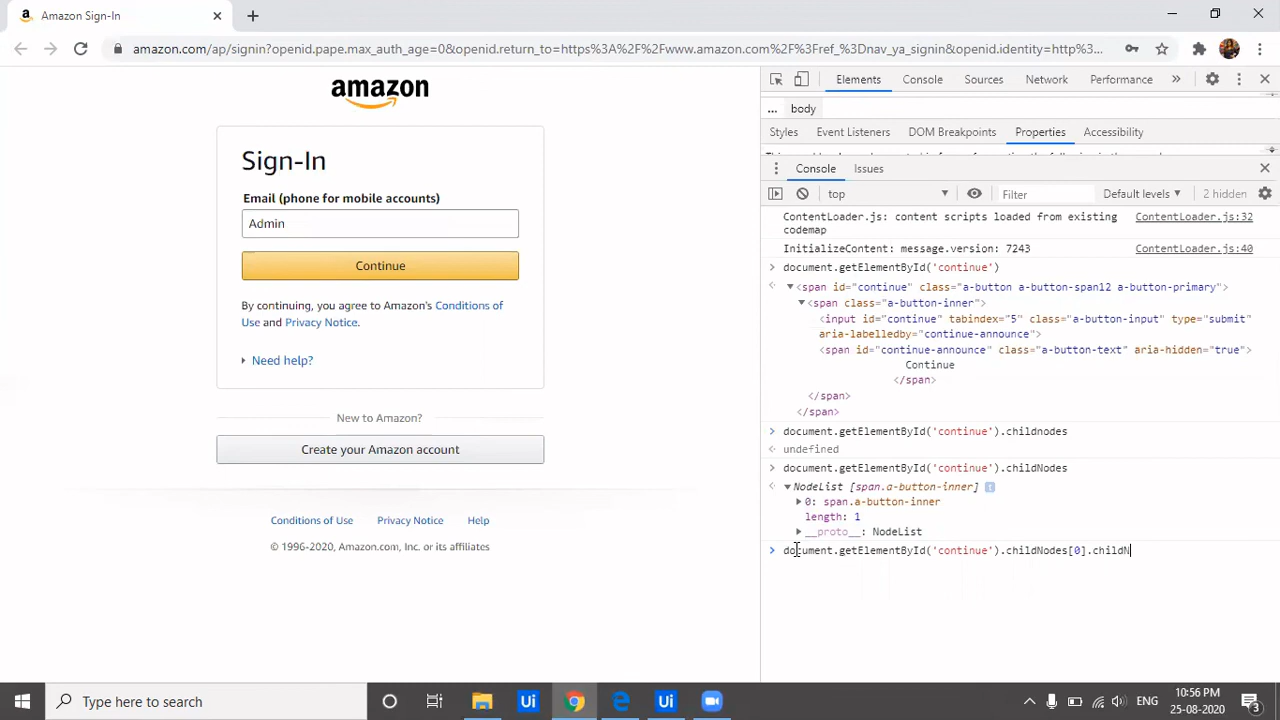 Amazon Sign-In
amazon.com/ap/signin?openid.pape.max_auth_age=0&openid.return_to=https%3A%2F%2Fwww.amazon.com%2F%3Fref_%3Dnav_ya_signin&openid.identity=http%3...
amazon
Sign-In
Email (phone for mobile accounts)
Admin
Continue
By continuing, you agree to Amazon's Conditions of
Use and Privacy Notice.
Need help?
New to Amazon?
Create your Amazon account
Conditions of Use Privacy Notice Help
© 1996-2020, Amazon.com, Inc. or its affiliates
Elements Console Sources Network Performance »
... body
Styles Event Listeners DOM Breakpoints Properties Accessibility
Console Issues
top Filter Default levels 2 hidden
ContentLoader.js: content scripts loaded from existing ContentLoader.js:32
codemap
InitializeContent: message.version: 7243 ContentLoader.js:40
document.getElementById('continue')
<span id="continue" class="a-button a-button-span12 a-button-primary">
<span class="a-button-inner">
<input id="continue" tabindex="5" class="a-button-input" type="submit"
aria-labelledby="continue-announce">
<span id="continue-announce" class="a-button-text" aria-hidden="true">
Continue
</span>
</span>
</span>
document.getElementById('continue').childnodes
undefined
document.getElementById('continue').childNodes
NodeList [span.a-button-inner] i
0: span.a-button-inner
length: 1
__proto__: NodeList
document.getElementById('continue').childNodes[0].childN
Type here to search
Ui
Ui
ENG
10:56 PM
25-08-2020
3